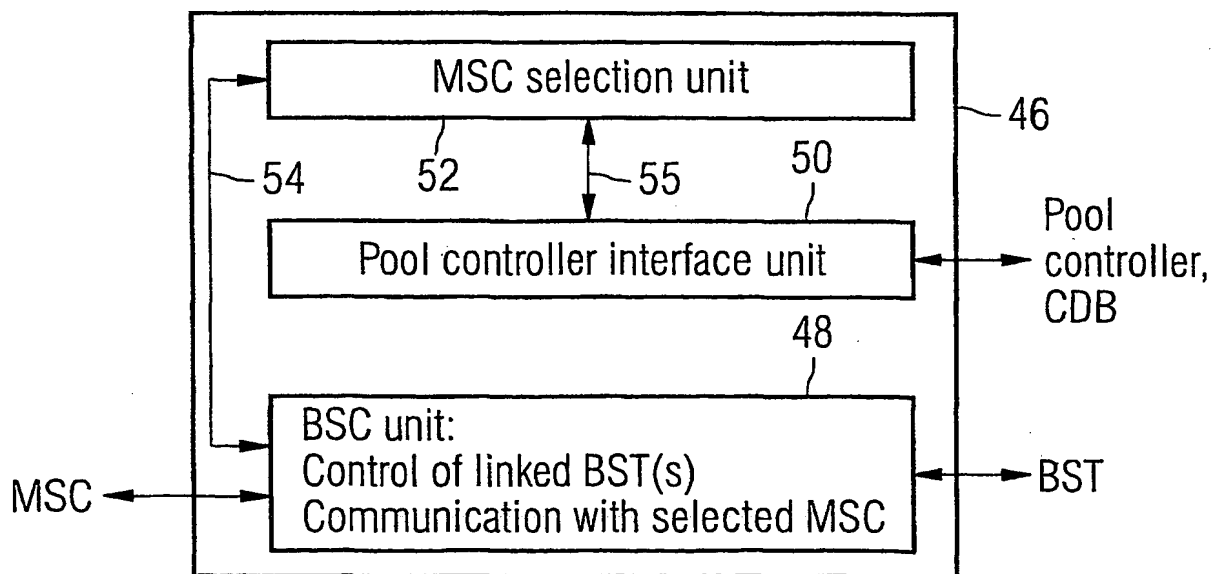 MSC selection unit
46
54
52
55
50
Pool controller interface unit
Pool
controller,
CDB
48
BSC unit:
Control of linked BST(s)
Communication with selected MSC
MSC
BST